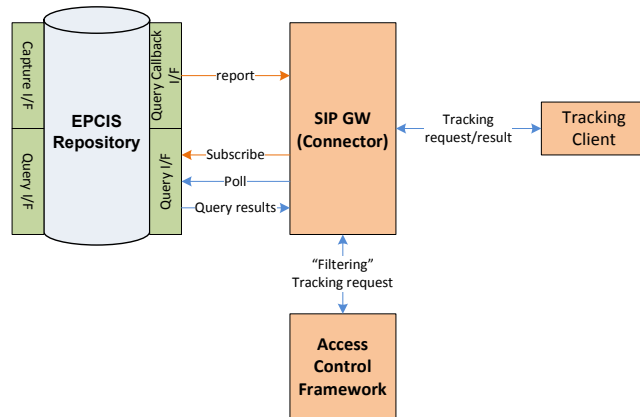 Capture I/F
Query I/F
EPCIS
Repository
Query Callback
I/F
Query I/F
report
Subscribe
Poll
Query results
SIP GW
(Connector)
Tracking
request/result
Tracking
Client
“Filtering”
Tracking request
Access
Control
Framework